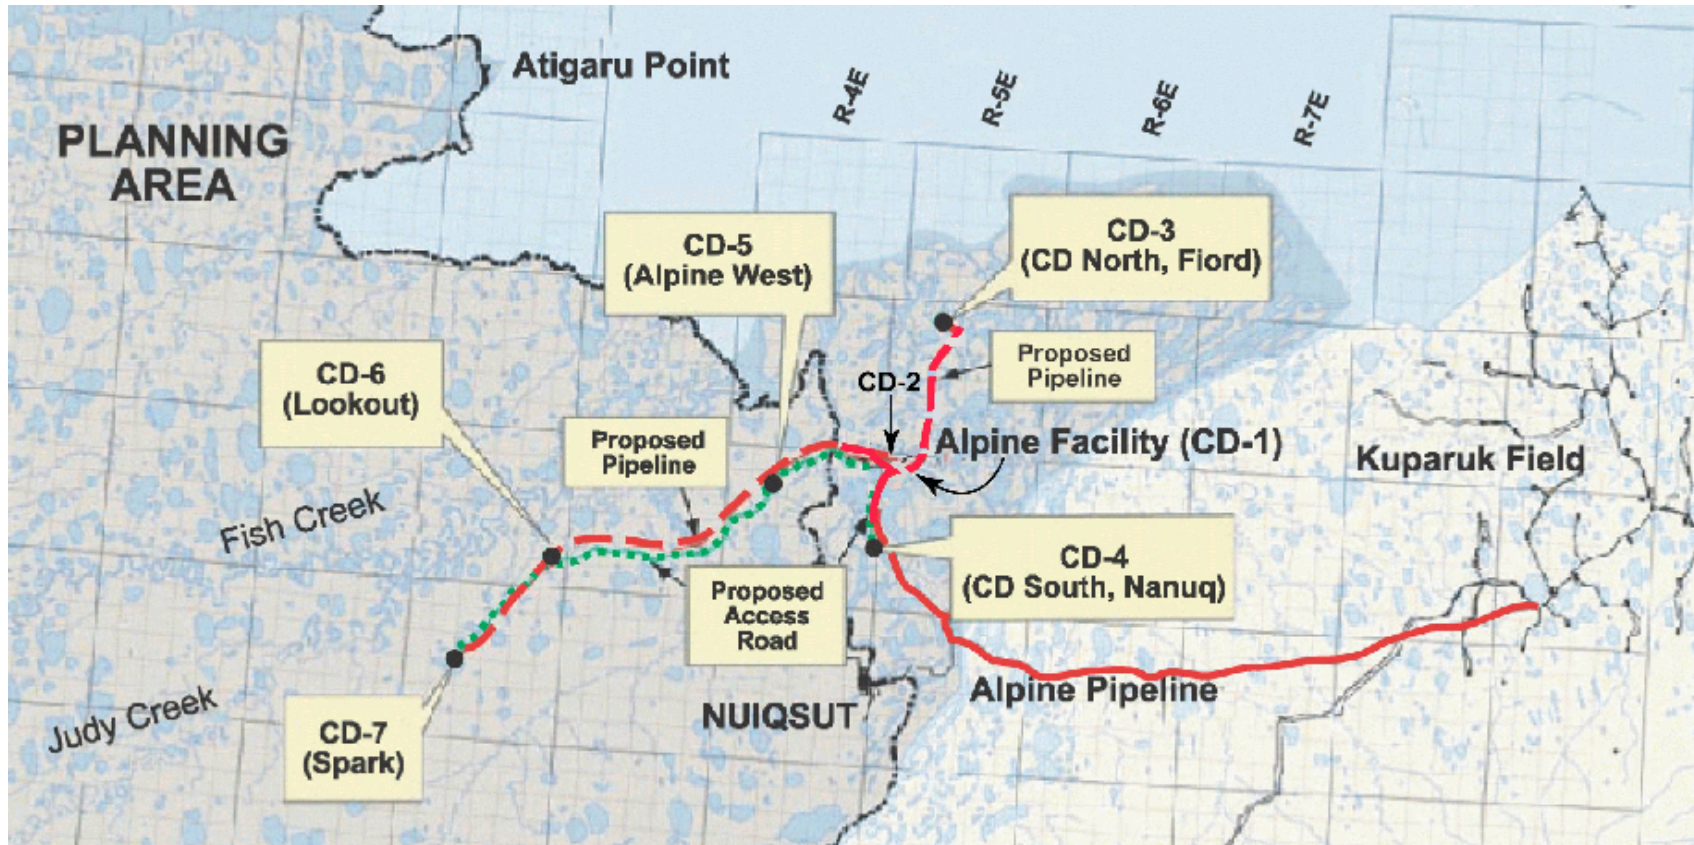 Atigaru Point
PLANNING
AREA
R-4E
R-5E
R-6E
R-7E
CD-5
(Alpine West)
CD-3
(CD North, Fiord)
CD-6
(Lookout)
Proposed
Pipeline
CD-2
Proposed
Pipeline
Alpine Facility (CD-1)
Kuparuk Field
Fish Creek
CD-4
(CD South, Nanuq)
Proposed
Access
Road
Judy Creek
CD-7
(Spark)
NUIQSUT
Alpine Pipeline